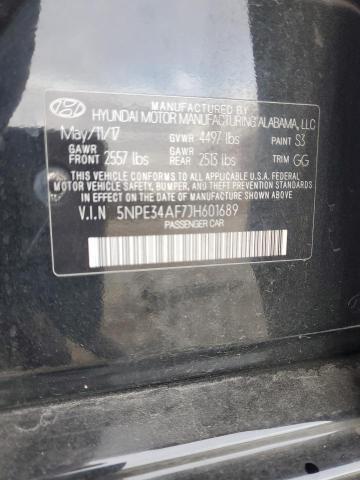 MANUFACTURED BY
HYUNDAI MOTOR MANUFACTURING ALABAMA, LLC
May/11/17 GVWR 4497 lbs PAINT S3
GAWR FRONT 2557 lbs GAWR REAR 2513 lbs TRIM GG
THIS VEHICLE CONFORMS TO ALL APPLICABLE U.S.A FEDERAL
MOTOR VEHICLE SAFETY, BUMPER, AND THEFT PREVENTION
STANDARDS IN EFFECT ON THE DATE OF MANUFACTURE
SHOWN ABOVE.
V.I.N 5NPE34AF7JH601689
PASSENGER CAR